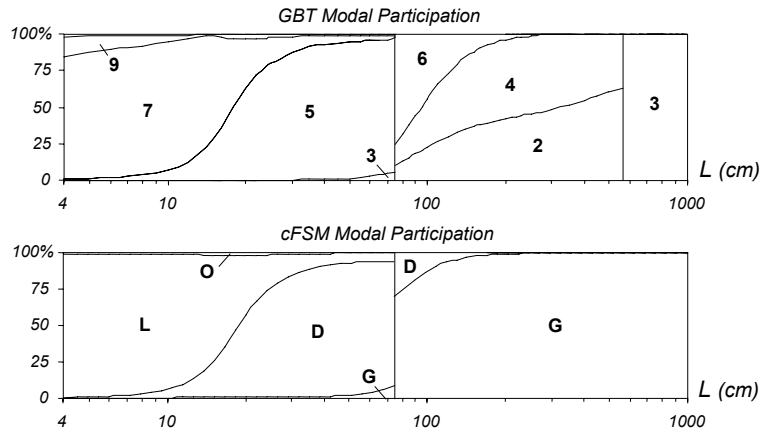 GBT Modal Participation
100%
75
50
25
0
9
7
5
3
6
4
2
3
4
10
100
1000
L (cm)
cFSM Modal Participation
100%
75
50
25
0
O
L
D
G
D
G
4
10
100
1000
L (cm)